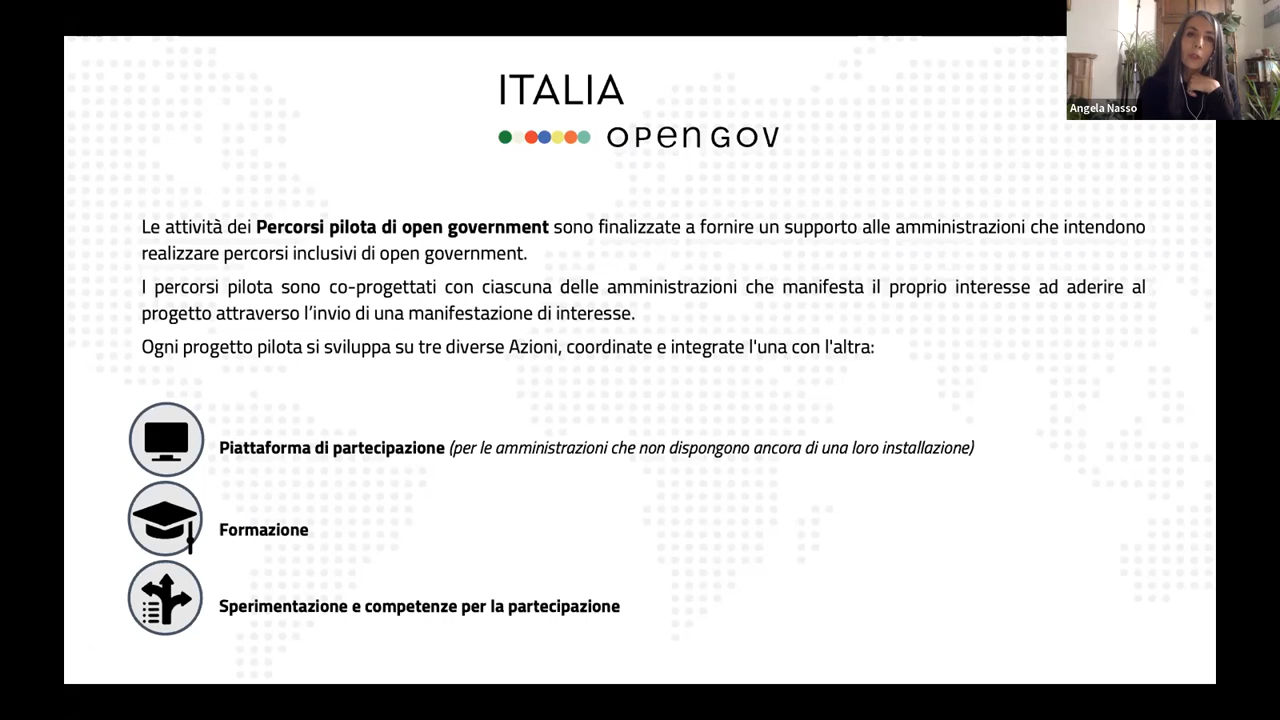 Angela Nasso
ITALIA
OPEN GOV
Le attività dei Percorsi pilota di open government sono finalizzate a fornire un supporto alle amministrazioni che intendono
realizzare percorsi inclusivi di open government.
I percorsi pilota sono co-progettati con ciascuna delle amministrazioni che manifesta il proprio interesse ad aderire al
progetto attraverso l’invio di una manifestazione di interesse.
Ogni progetto pilota si sviluppa su tre diverse Azioni, coordinate e integrate l'una con l'altra:
Piattaforma di partecipazione (per le amministrazioni che non dispongono ancora di una loro installazione)
Formazione
Sperimentazione e competenze per la partecipazione